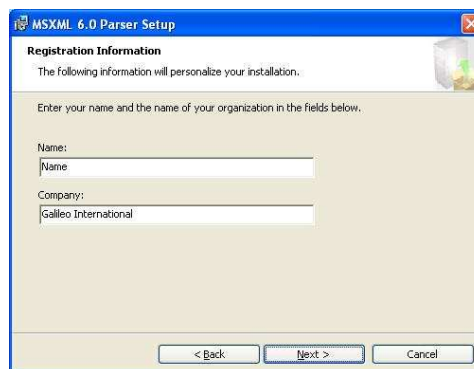 MSXML 6.0 Parser Setup
Registration Information
The following information will personalize your installation.
Enter your name and the name of your organization in the fields below.
Name:
Name
Company:
Galileo International
< Back
Next >
Cancel